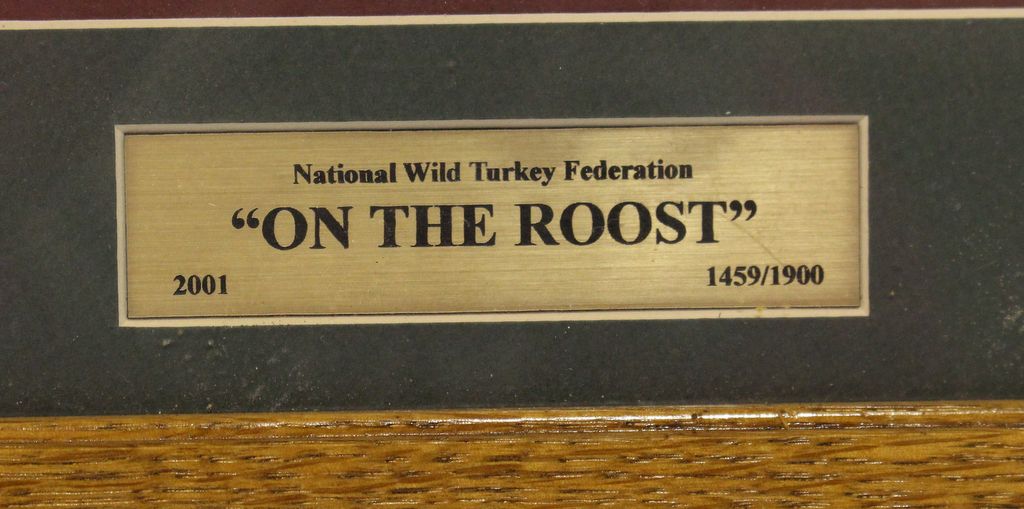 National Wild Turkey Federation
“ON THE ROOST”
2001 1459/1900